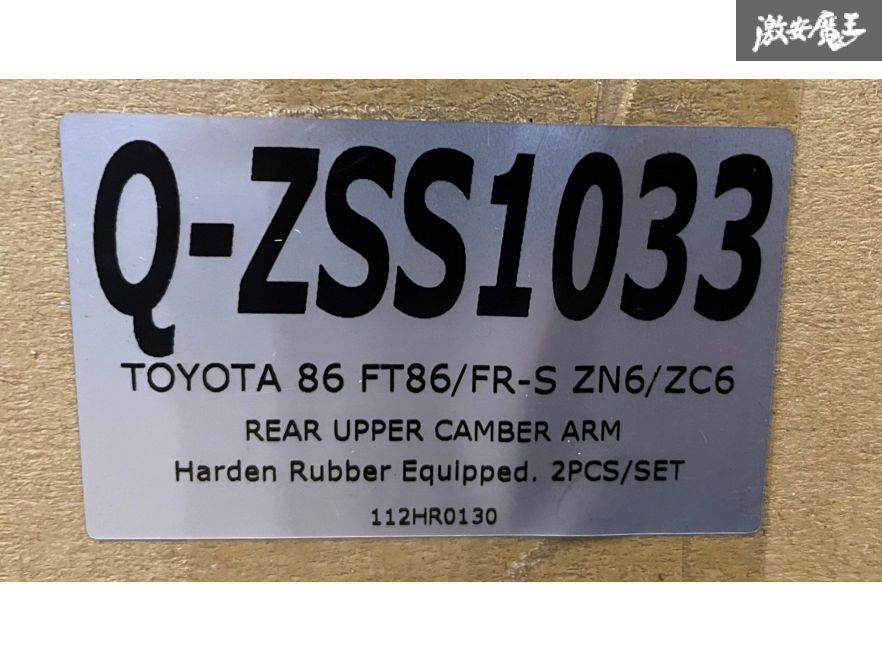 激安魔王
Q-ZSS1033
TOYOTA 86 FT86/FR-S ZN6/ZC6
REAR UPPER CAMBER ARM
Harden Rubber Equipped. 2PCS/SET
112HR0130